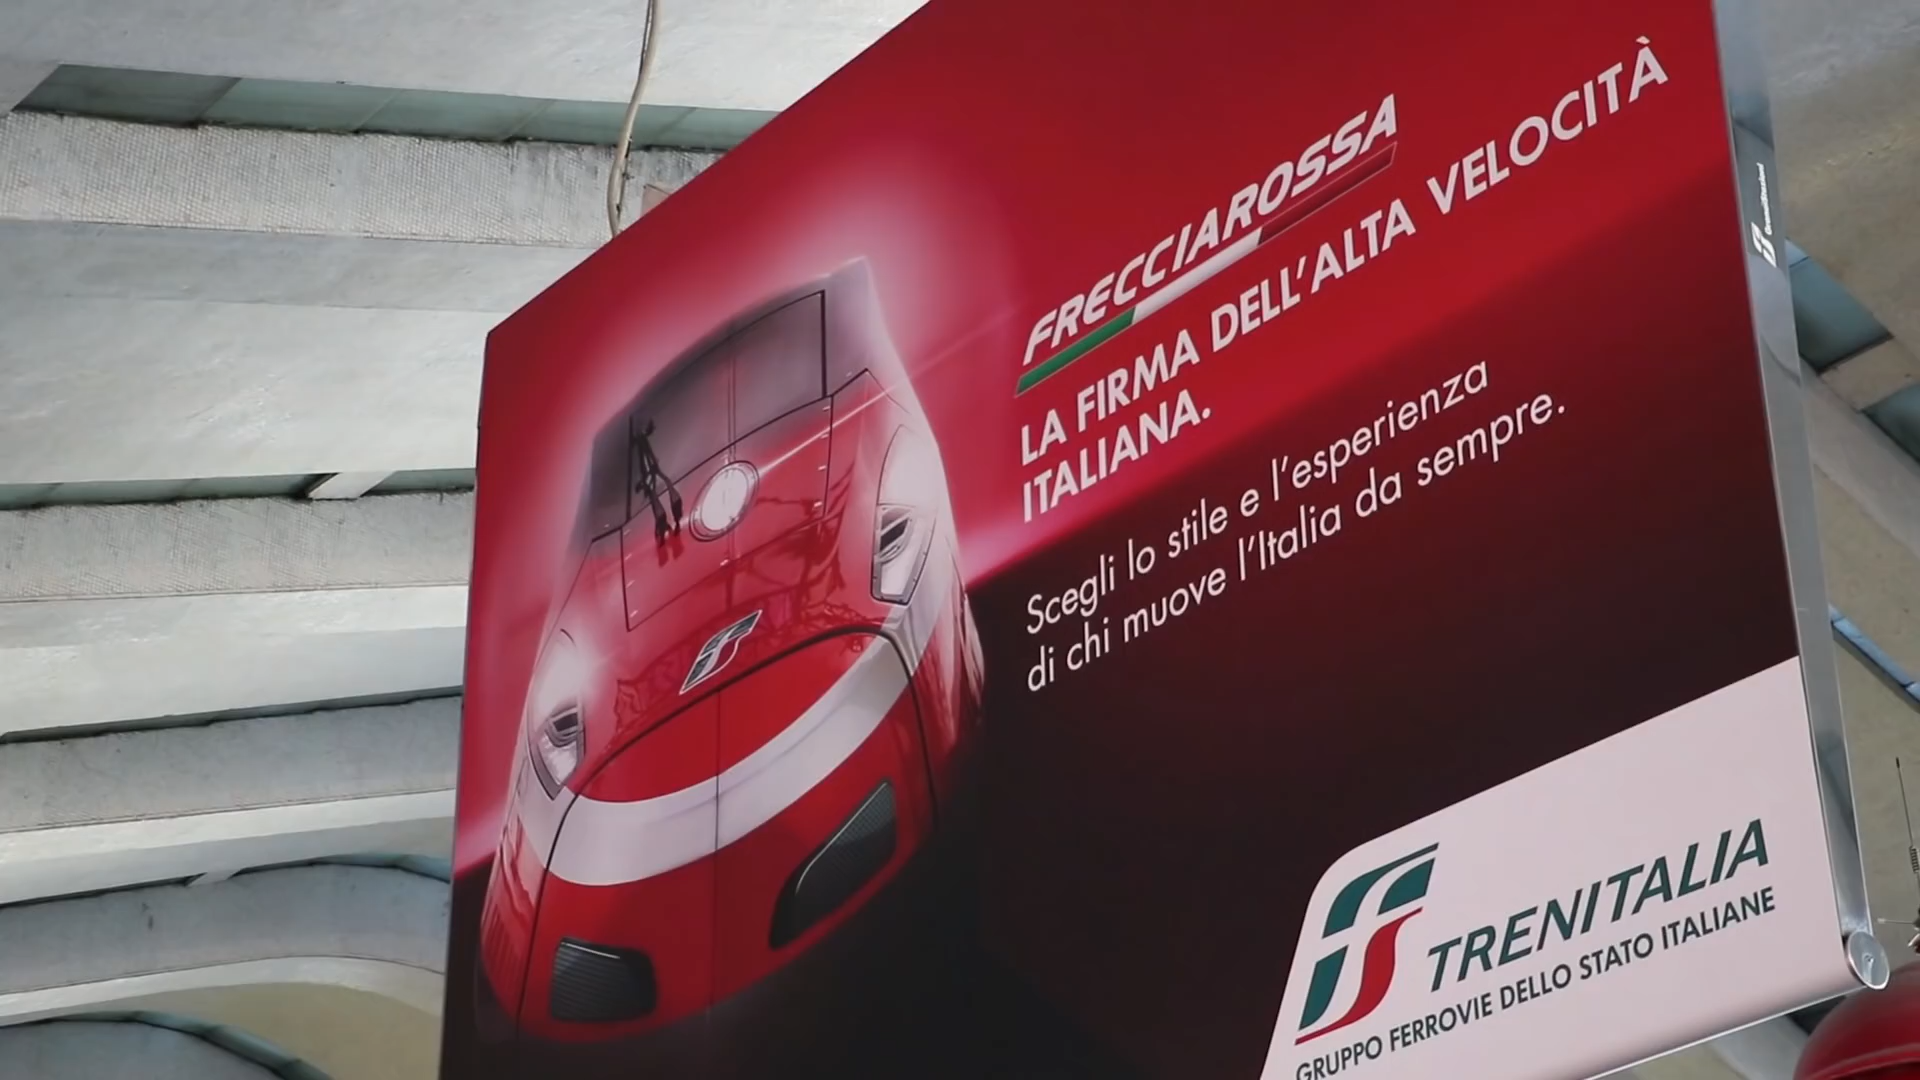 FRECCIAROSSA
LA FIRMA DELL'ALTA VELOCITÀ
ITALIANA.
Scegli lo stile e l'esperienza
di chi muove l'Italia da sempre.
TRENITALIA
GRUPPO FERROVIE DELLO STATO ITALIANE